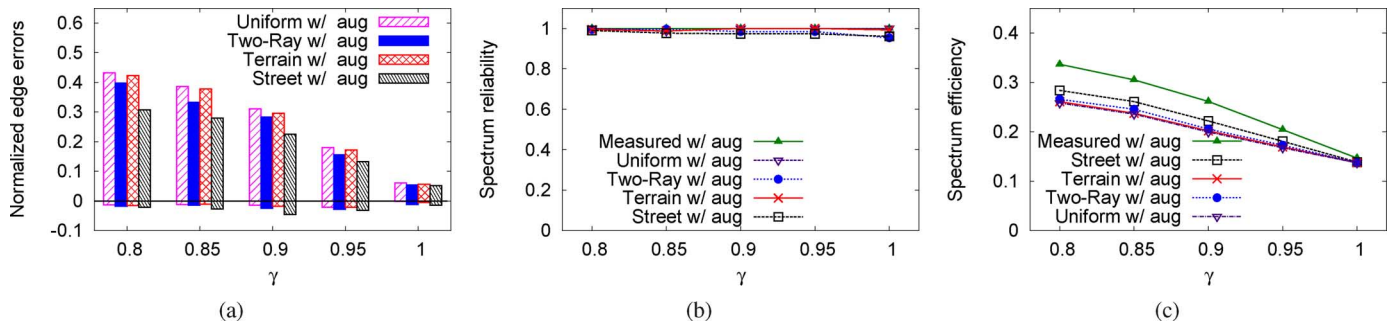 Normalized edge errors
0.6
0.5
0.4
0.3
0.2
0.1
0
-0.1
Uniform w/ aug
Two-Ray w/ aug
Terrain w/ aug
Street w/ aug
0.8 0.85 0.9 0.95 1
γ
(a)
Spectrum reliability
1
0.8
0.6
0.4
0.2
0
Measured w/ aug
Uniform w/ aug
Two-Ray w/ aug
Terrain w/ aug
Street w/ aug
0.8 0.85 0.9 0.95 1
γ
(b)
Spectrum efficiency
0.4
0.3
0.2
0.1
0
Measured w/ aug
Street w/ aug
Terrain w/ aug
Two-Ray w/ aug
Uniform w/ aug
0.8 0.85 0.9 0.95 1
γ
(c)